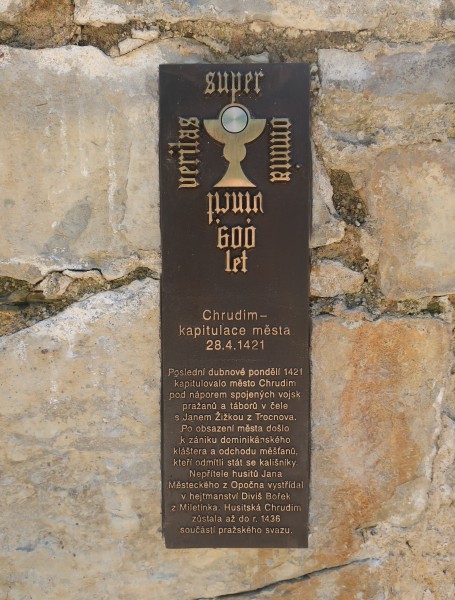 super
veritas
omnia
vincit
600
let
Chrudim–
kapitulace města
28.4.1421
Poslední dubnové pondělí 1421
kapitulovalo město Chrudim
pod náporem spojených vojsk
pražanů a táborů v čele
s Janem Žižkou z Trocnova.
Po obsazení města došlo
k zániku dominikánského
kláštera a odchodu měšťanů,
kteří odmítli stát se kališníky.
Nepřítele husitů Jana
Městeckého z Opočna vystřídal
v hejtmanství Diviš Bořek
z Miletínka. Husitská Chrudim
zůstala až do r. 1436
součástí pražského svazu.